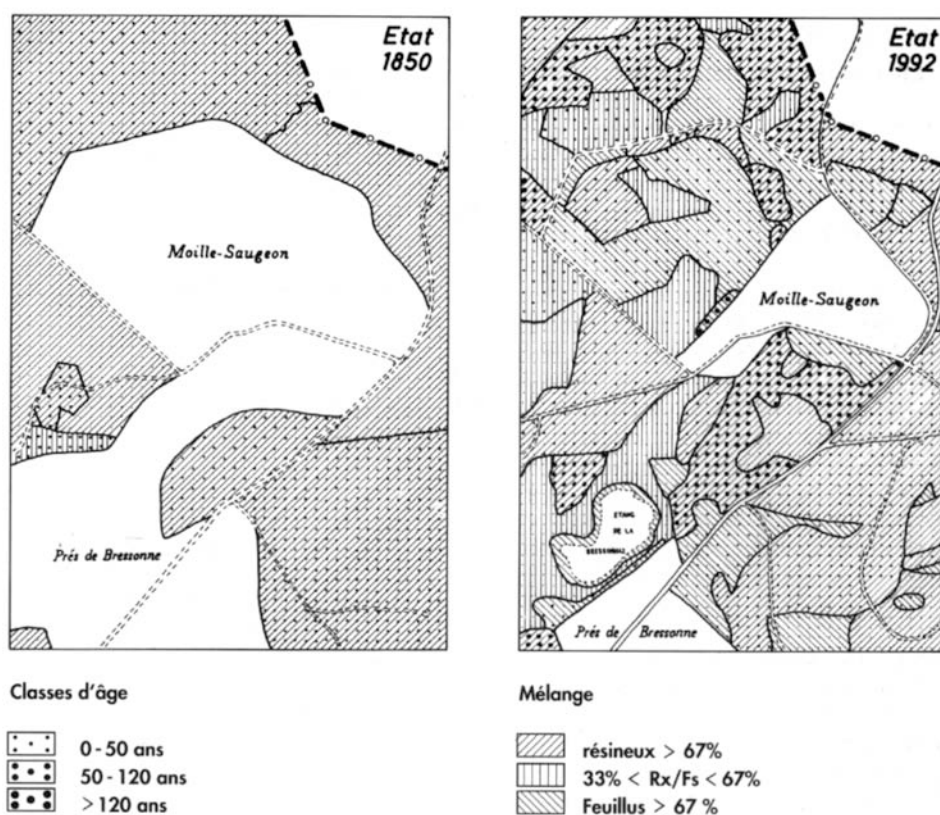 Etat
1850
Moille-Saugeon
Prés de Bressonne
Etat
1992
Moille-Saugeon
ETANG
DE LA
BRESSONNAZ
Prés de Bressonne
Classes d'âge
0-50 ans
50-120 ans
>120 ans
Mélange
résineux > 67%
33% < Rx/Fs < 67%
Feuillus > 67 %